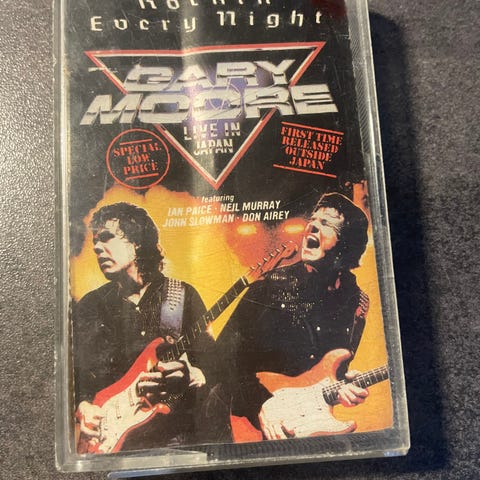 Rockin'
Every Night
GARY
MOORE
LIVE IN
JAPAN
SPECIAL
LOW
PRICE
FIRST TIME
RELEASED
OUTSIDE
JAPAN
featuring
IAN PAICE · NEIL MURRAY
JOHN SLOWMAN · DON AIREY